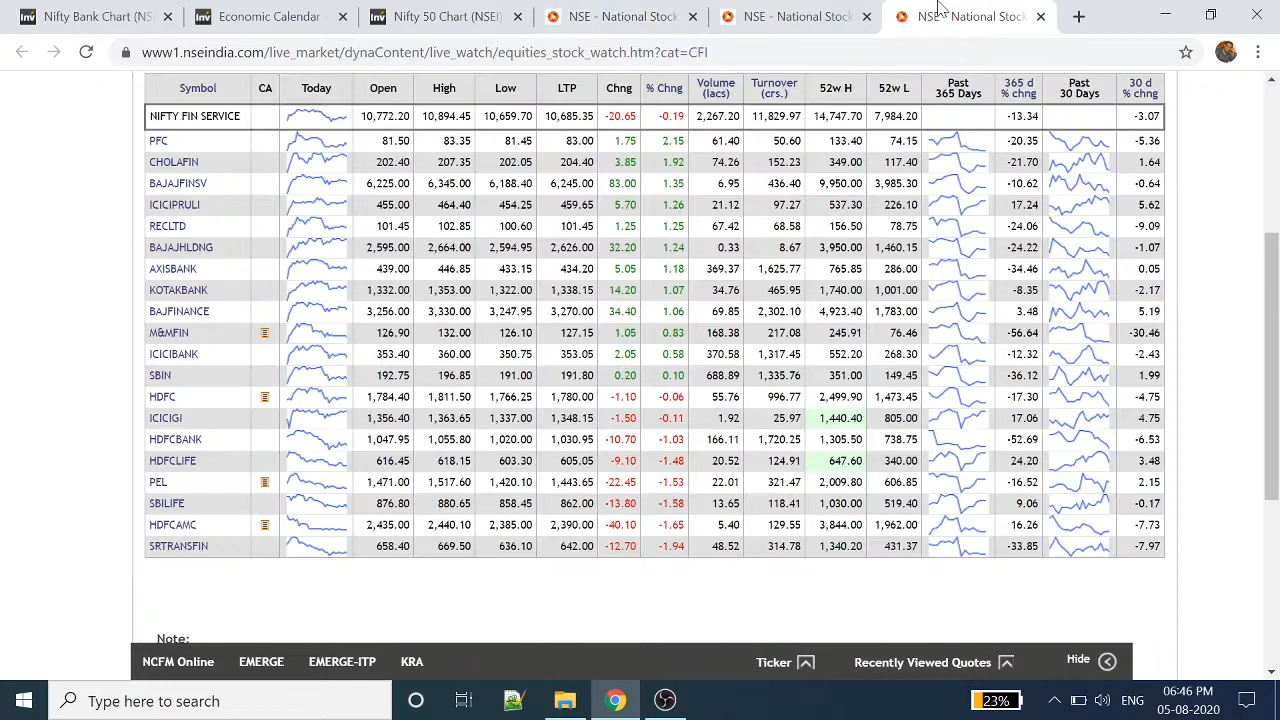 Nifty Bank Chart (NS
Economic Calendar
Nifty 50 Chart (NSEI)
NSE - National Stock
NSE - National Stock
NSE - National Stock
www1.nseindia.com/live_market/dynaContent/live_watch/equities_stock_watch.htm?cat=CFI
Symbol CA Today Open High Low LTP Chng % Chng Volume (lacs) Turnover (crs.) 52w H 52w L Past 365 Days 365 d % chng Past 30 Days 30 d % chng
NIFTY FIN SERVICE 10,772.20 10,894.45 10,659.70 10,685.35 -20.65 -0.19 2,267.20 11,829.97 14,747.70 7,984.20 -13.34 -3.07
PFC 81.50 83.35 81.45 83.00 1.75 2.15 61.40 50.60 133.40 74.15 -20.35 -5.36
CHOLAFIN 202.40 207.35 202.05 204.40 3.85 1.92 74.26 152.23 349.00 117.40 -21.70 1.64
BAJAJFINSV 6,225.00 6,345.00 6,188.40 6,245.00 83.00 1.35 6.95 436.40 9,950.00 3,985.30 -10.62 -0.64
ICICIPRULI 455.00 464.40 454.25 459.65 5.70 1.26 21.12 97.27 537.30 226.10 17.24 5.62
RECLTD 101.45 102.85 100.60 101.45 1.25 1.25 67.42 68.58 156.50 78.75 -24.06 -9.09
BAJAJHLDNG 2,595.00 2,664.00 2,594.95 2,626.00 32.20 1.24 0.33 8.67 3,950.00 1,460.15 -24.22 -1.07
AXISBANK 439.00 446.85 433.15 434.20 5.05 1.18 369.37 1,625.77 765.85 286.00 -34.46 0.05
KOTAKBANK 1,332.00 1,353.00 1,322.00 1,338.15 14.20 1.07 34.76 465.95 1,740.00 1,001.00 -8.35 -2.17
BAJFINANCE 3,256.00 3,330.00 3,247.95 3,270.00 34.40 1.06 69.85 2,302.10 4,923.40 1,783.00 3.48 5.19
M&MFIN 126.90 132.00 126.10 127.15 1.05 0.83 168.38 217.08 245.91 76.46 -56.64 -30.46
ICICIBANK 353.40 360.00 350.75 353.05 2.05 0.58 370.58 1,317.45 552.20 268.30 -12.32 -2.43
SBIN 192.75 196.85 191.00 191.80 0.20 0.10 688.89 1,335.76 351.00 149.45 -36.12 1.99
HDFC 1,784.40 1,811.50 1,766.25 1,780.00 -1.10 -0.06 55.76 996.77 2,499.90 1,473.45 -17.30 -4.75
ICICIGI 1,356.40 1,363.65 1,337.00 1,348.15 -1.50 -0.11 1.92 25.97 1,440.40 805.00 17.06 4.75
HDFCBANK 1,047.95 1,055.80 1,020.00 1,030.95 -10.70 -1.03 166.11 1,720.25 1,305.50 738.75 -52.69 -6.53
HDFCLIFE 616.45 618.15 603.30 605.05 -9.10 -1.48 20.52 124.91 647.60 340.00 24.20 3.48
PEL 1,471.00 1,517.60 1,420.10 1,443.65 -22.45 -1.53 22.01 321.47 2,009.80 606.85 -16.52 2.15
SBILIFE 876.80 880.65 858.45 862.00 -13.80 -1.58 13.65 118.41 1,030.00 519.40 9.06 -0.17
HDFCAMC 2,435.00 2,440.10 2,385.00 2,390.00 -40.10 -1.65 5.40 129.55 3,844.00 1,962.00 16.26 -7.73
SRTRANSFIN 658.40 669.50 636.10 642.00 -12.70 -1.94 48.52 314.78 1,340.20 431.37 -33.85 -7.97
Note:
NCFM Online EMERGE EMERGE-ITP KRA Ticker Recently Viewed Quotes Hide
Type here to search
23%
ENG
06:46 PM
05-08-2020